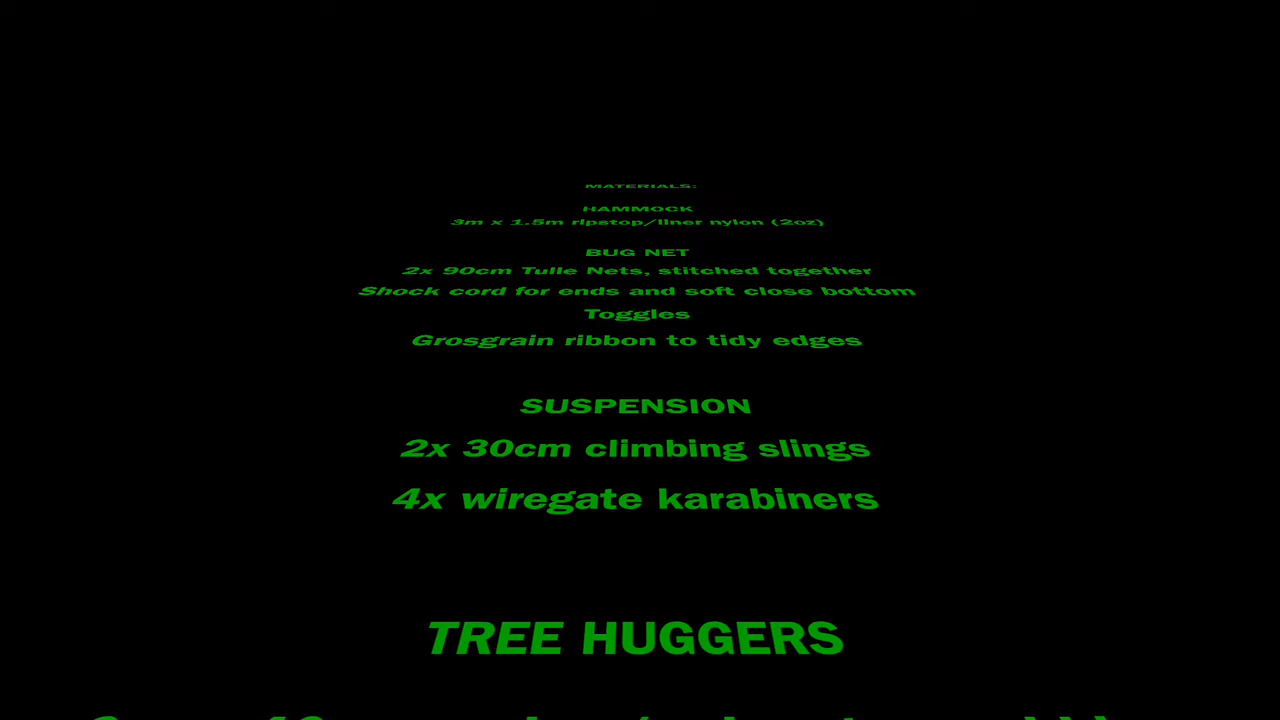 MATERIALS:
HAMMOCK
3m x 1.5m ripstop/liner nylon (2oz)
BUG NET
2x 90cm Tulle Nets, stitched together
Shock cord for ends and soft close bottom
Toggles
Grosgrain ribbon to tidy edges
SUSPENSION
2x 30cm climbing slings
4x wiregate karabiners
TREE HUGGERS